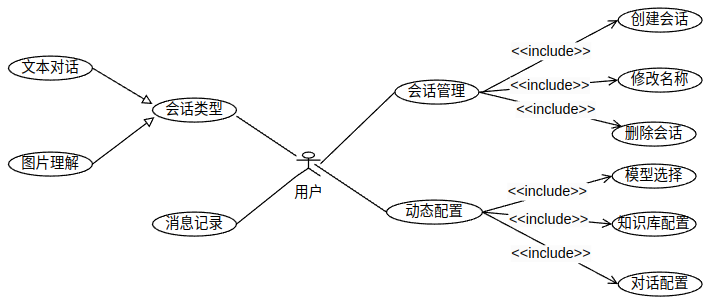 创建会话
<<include>>
文本对话
会话管理
<<include>>
修改名称
会话类型
<<include>>
删除会话
图片理解
用户
模型选择
<<include>>
消息记录
动态配置
<<include>>
知识库配置
<<include>>
对话配置